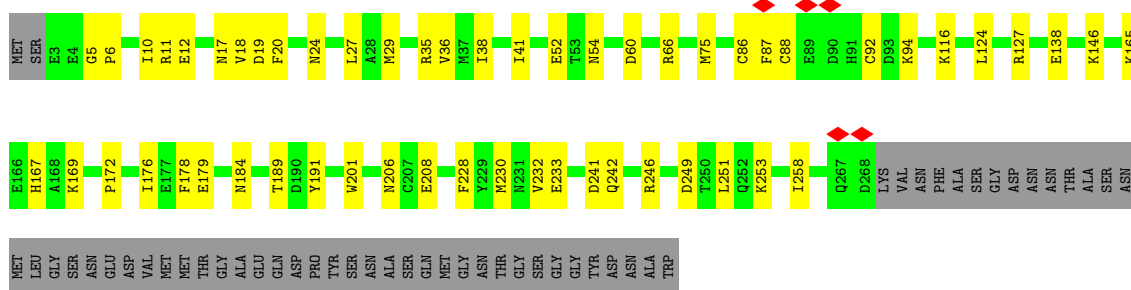 MET SER E3 E4 G5 P6 I10 R11 E12 N17 V18 D19 F20 N24 L27 A28 M29 R35 V36 M37 I38 I41 E52 T53 N54 D60 R66 M75 C86 F87 C88 E89 D90 H91 C92 D93 K94 K116 L124 R127 E138 K146 K165
E166 H167 A168 K169 P172 I176 E177 F178 E179 N184 T189 D190 Y191 W201 N206 C207 E208 F228 Y229 M230 N231 V232 E233 D241 Q242 R246 D249 T250 L251 Q252 K253 I258 Q267 D268 LYS VAL ASN PHE ALA SER GLY ASP ASN ASN THR ALA SER ASN
MET LEU GLY SER ASN GLU ASP VAL MET MET THR GLY ALA GLU GLN ASP PRO TYR SER ASN ALA SER GLN MET GLY ASN THR GLY SER GLY GLY TYR ASP ASN ALA TRP